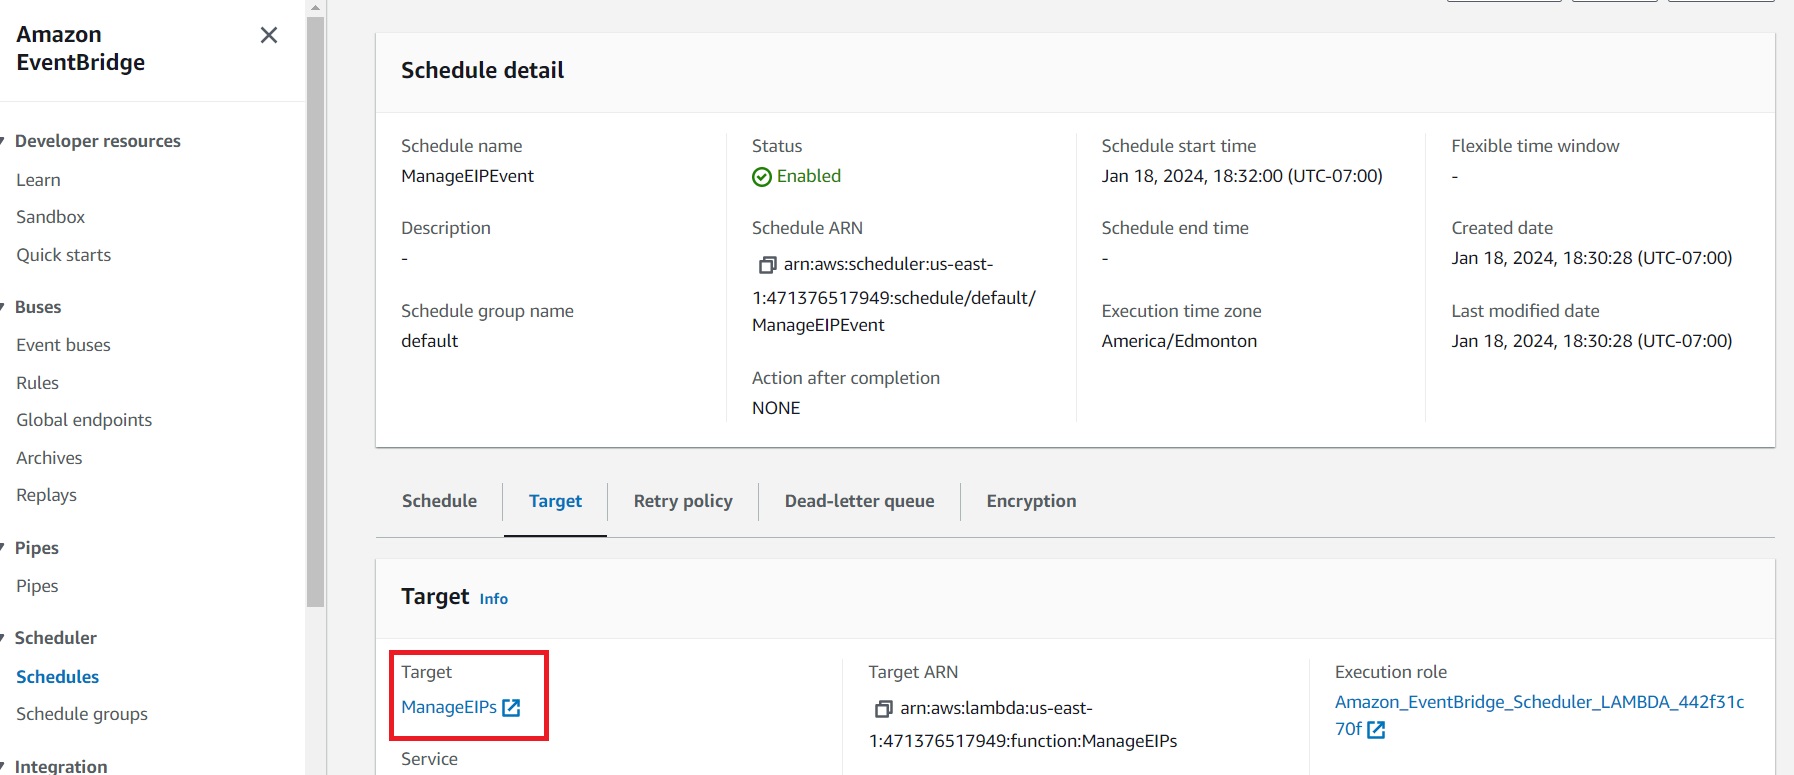 Amazon
EventBridge
Developer resources
Learn
Sandbox
Quick starts
Buses
Event buses
Rules
Global endpoints
Archives
Replays
Pipes
Pipes
Scheduler
Schedules
Schedule groups
Integration
Schedule detail
Schedule name
ManageEIPEvent
Description
-
Schedule group name
default
Status
Enabled
Schedule ARN
arn:aws:scheduler:us-east-
1:471376517949:schedule/default/
ManageEIPEvent
Action after completion
NONE
Schedule start time
Jan 18, 2024, 18:32:00 (UTC-07:00)
Schedule end time
-
Execution time zone
America/Edmonton
Flexible time window
-
Created date
Jan 18, 2024, 18:30:28 (UTC-07:00)
Last modified date
Jan 18, 2024, 18:30:28 (UTC-07:00)
Schedule
Target
Retry policy
Dead-letter queue
Encryption
Target Info
Target
ManageEIPs
Service
Target ARN
arn:aws:lambda:us-east-
1:471376517949:function:ManageEIPs
Execution role
Amazon_EventBridge_Scheduler_LAMBDA_442f31c
70f